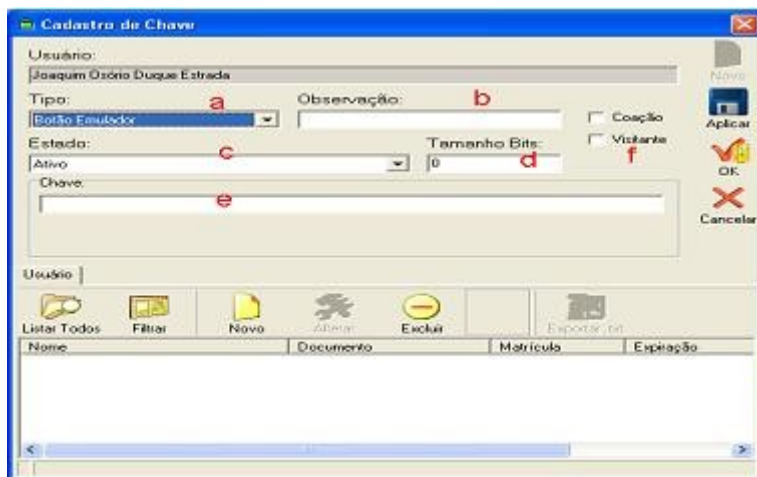 Cadastro de Chave
Usuário:
Joaquim Osório Duque Estrada
Novo
Tipo: a Observação: b
Botão Emulador
Coação
Aplicar
Estado: c Tamanho Bits: d
Visitante
f
Ativo 0
OK
Chave:
e
Cancelar
Usuário
Listar Todos Filtrar Novo Alterar Excluir Exportar .txt
Nome Documento Matrícula Expiração